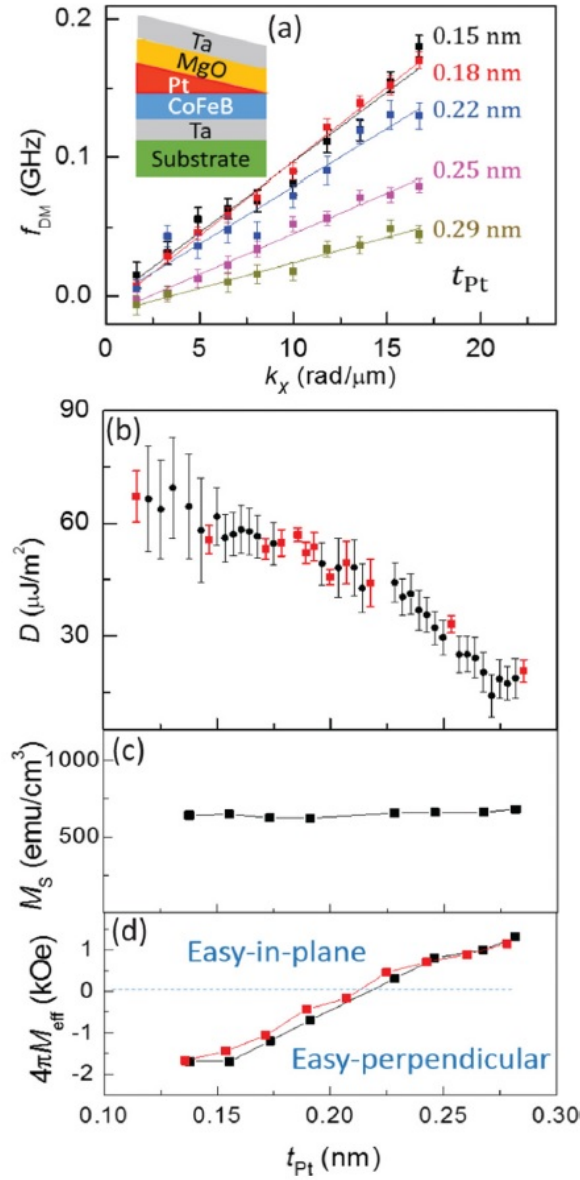 (a)
Ta
MgO
Pt
CoFeB
Ta
Substrate
0.15 nm
0.18 nm
0.22 nm
0.25 nm
0.29 nm
t_Pt
0.2
0.1
0.0
f_DM (GHz)
0 5 10 15 20
k_x (rad/μm)
(b)
90
60
30
D (μJ/m²)
(c)
1000
500
M_S (emu/cm³)
(d)
Easy-in-plane
Easy-perpendicular
1
0
-1
-2
4πM_eff (kOe)
0.10 0.15 0.20 0.25 0.30
t_Pt (nm)